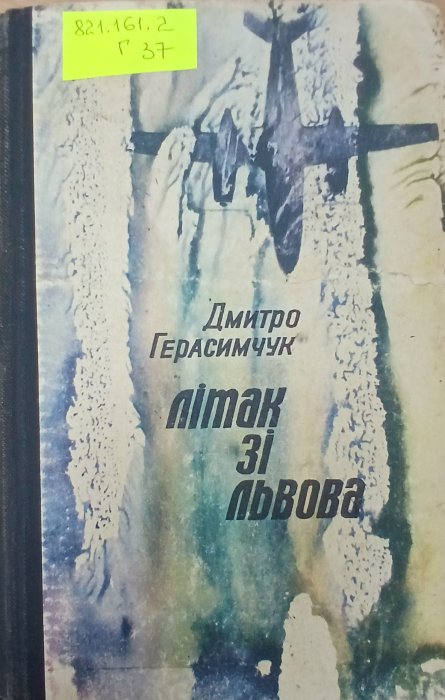 821.161.2
Г 37
Дмитро
Герасимчук
Літак
зі
Львова